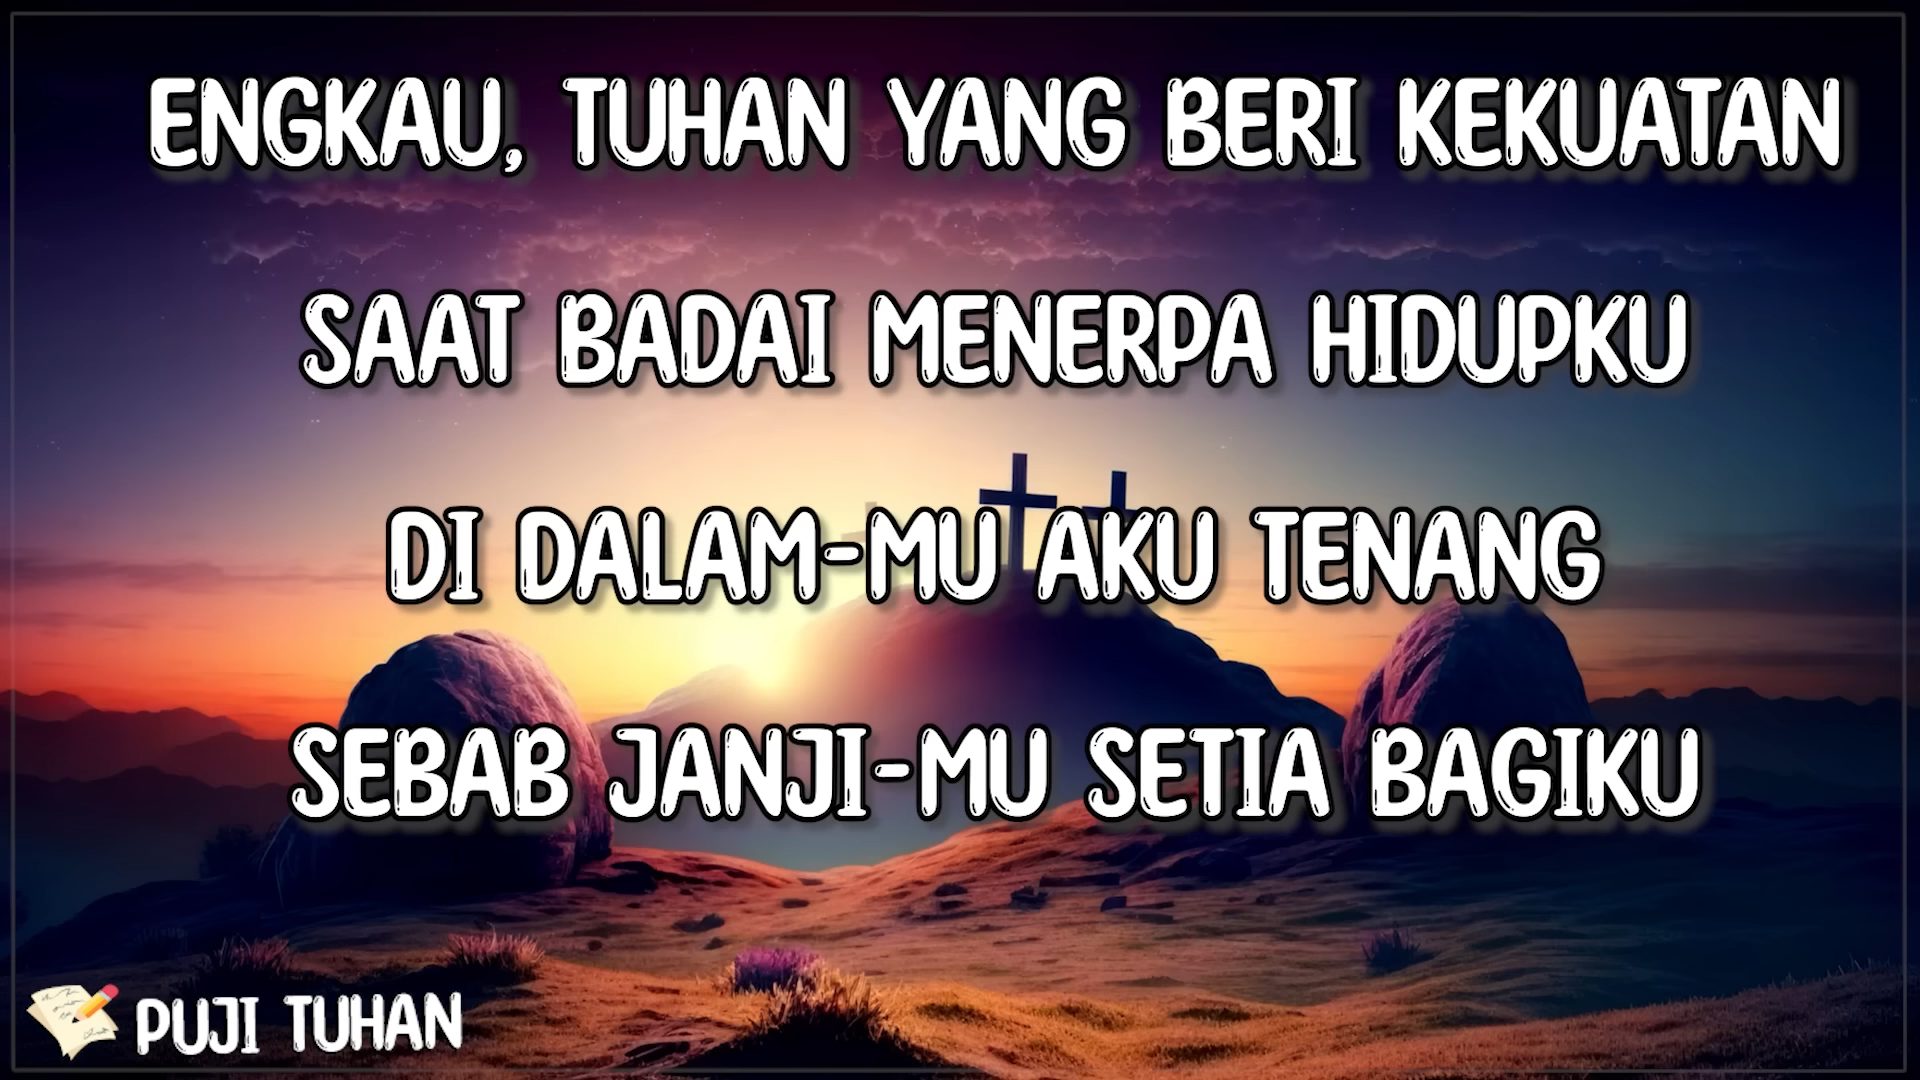 ENGKAU, TUHAN YANG BERI KEKUATAN
SAAT BADAI MENERPA HIDUPKU
DI DALAM-MU AKU TENANG
SEBAB JANJI-MU SETIA BAGIKU
PUJI TUHAN